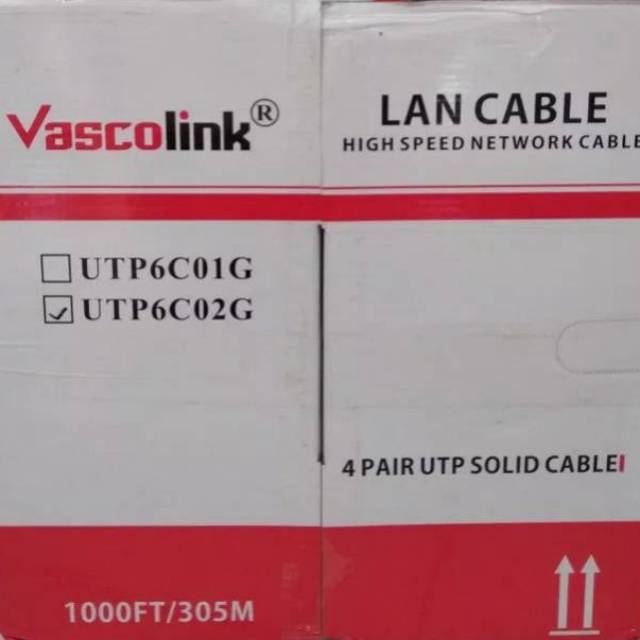 Vascolink®
LAN CABLE
HIGH SPEED NETWORK CABLE
UTP6C01G
UTP6C02G
4 PAIR UTP SOLID CABLE
1000FT/305M